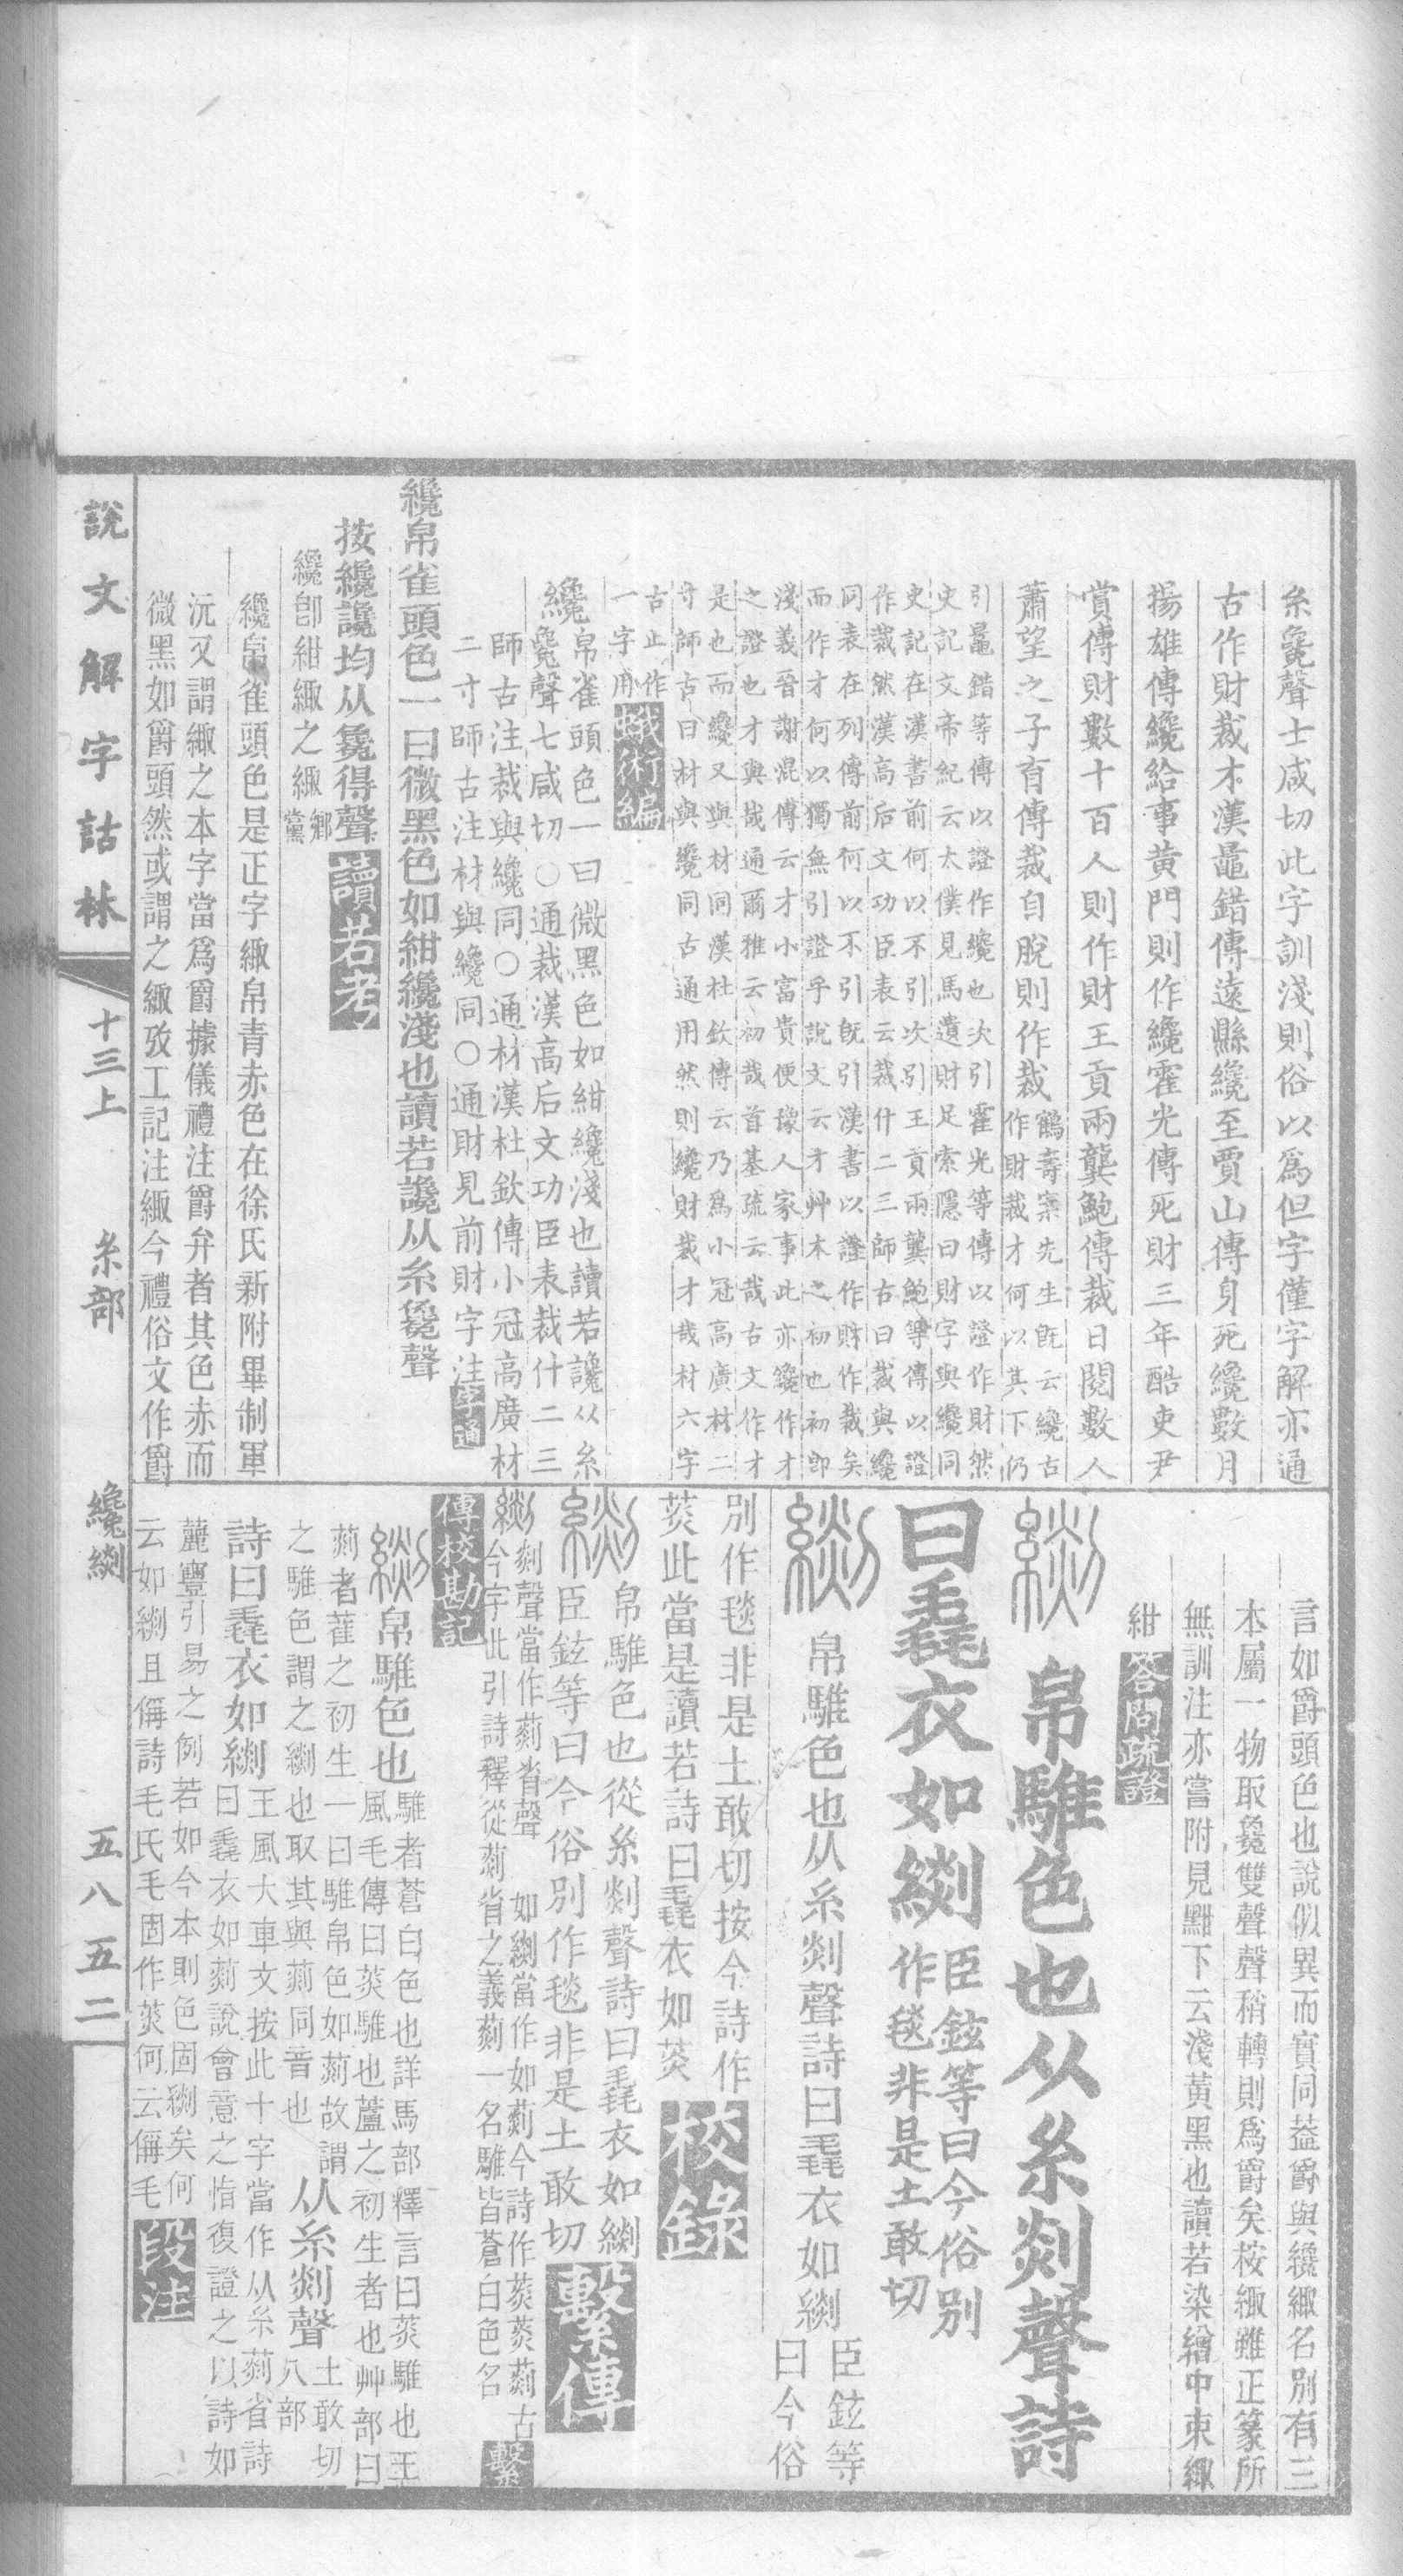 糸毚聲士咸切此字訓淺則俗以爲但字僅字解亦通
古作財裁木漢鼂錯傳遠縣纔至賈山傳身死纔數月
揚雄傳纔給事黃門則作纔霍光傳死財三年酷吏尹
賞傳財數十百人則作財王貢兩龔鮑傳裁日閱數人
蕭望之子育傳裁自脫則作裁
鶴壽案先生旣云纔古
作財裁才何以其下仍
引鼂錯等傳以證作纔也次引霍光等傳以證作財然
史記文帝紀云太僕見馬遺財足索隱曰財字與纔同
史記在漢書前何以不引次引王貢兩龔鮑等傳以證
作裁然漢高后文功臣表云裁什二三師古曰裁與纔
同表在列傳前何以不引旣引漢書以證作財作裁矣
而作才何以獨無引證乎說文云才艸木之初也初卽
淺義晉謝混傳云才小富貴便豫人家事此亦纔作才
之證也才與哉通爾雅云初哉首基疏云哉古文作才
是也而纔又與材同漢杜欽傳云乃爲小冠高廣材二
寸師古曰材與纔同古通用然則纔財裁才哉材六字
古止作
一字用
蛾術編
纔帛雀頭色一曰微黑色如紺纔淺也讀若讒从糸
毚聲七咸切○通裁漢高后文功臣表裁什二三
師古注裁與纔同○通材漢杜欽傳小冠高廣材
二寸師古注材與纔同○通財見前財字注
字通
纔帛雀頭色一曰微黑色如紺纔淺也讀若讒从糸毚聲
按纔讒均从毚得聲
讀若考
纔卽紺緅之緅
鄉
黨
纔帛雀頭色是正字緅帛青赤色在徐氏新附畢制軍
沅又謂緅之本字當爲爵據儀禮注爵弁者其色赤而
微黑如爵頭然或謂之緅攷工記注緅今禮俗文作爵
言如爵頭色也說似異而實同葢爵與纔緅名別有三
本屬一物取毚雙聲聲稍轉則爲爵矣按緅雖正篆所
無訓注亦嘗附見黚下云淺黃黑也讀若染繒中束緅
紺
答問疏證
帛騅色也从糸剡聲詩
曰毳衣如緂
臣鉉等曰今俗別
作毯非是土敢切
帛騅色也从糸剡聲詩曰毳衣如緂
臣鉉等
曰今俗
別作毯非是土敢切按今詩作
菼此當是讀若詩曰毳衣如菼
校錄
帛騅色也從糸剡聲詩曰毳衣如緂
臣鉉等曰今俗別作毯非是土敢切
繫傳
剡聲當作䓹省聲 如緂當作如䓹今詩作菼菼䓹古
今字此引詩釋從䓹省之義䓹一名騅皆蒼白色名
繫
傳校勘記
帛騅色也
騅者蒼白色也詳馬部釋言曰菼騅也王
風毛傳曰菼騅也蘆之初生者也艸部曰
䓹者萑之初生一曰騅帛色如䓹故謂
之騅色謂之緂也取其與䓹同音也
从糸剡聲
土敢切
八部
詩曰毳衣如緂
王風大車文按此十字當作从糸䓹省詩
曰毳衣如䓹說會意之恉復證之以詩如
麗豐引易之例若如今本則色固緂矣何
云如緂且偁詩毛氏毛固作菼何云偁毛
段注
說文解字詁林
十三上
糸部
纔緂
五八五二